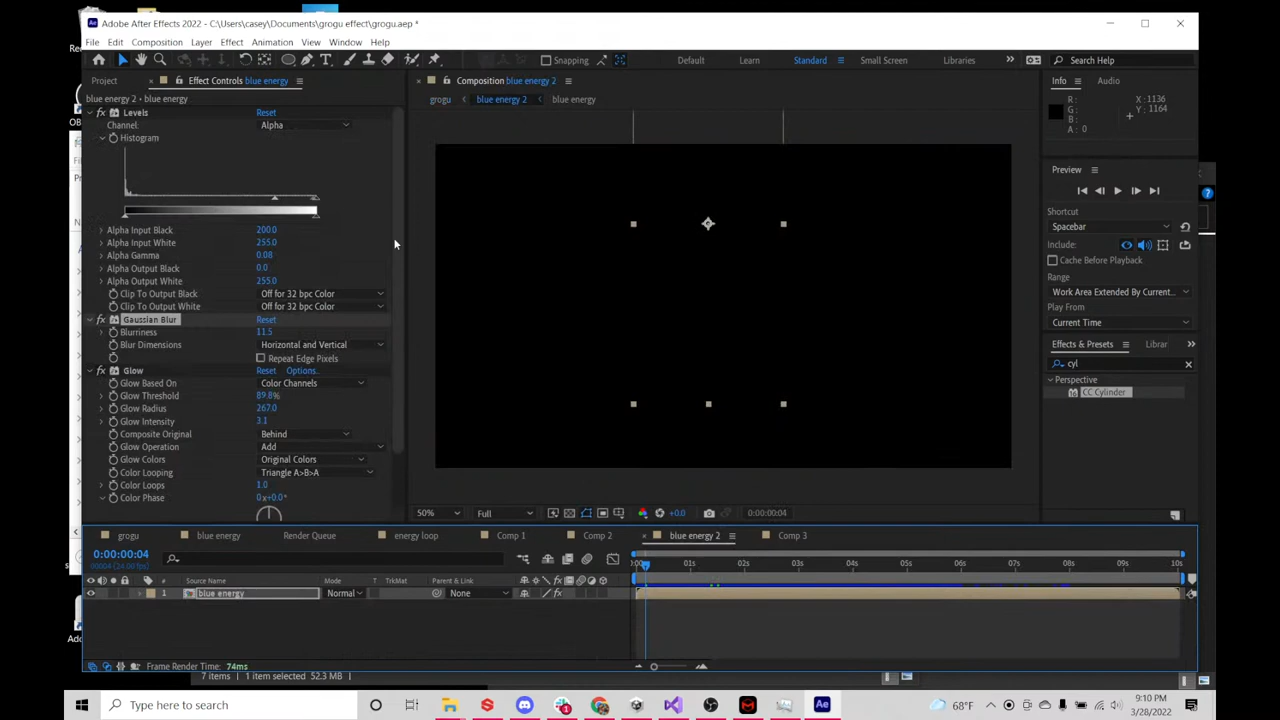 Adobe After Effects 2022 - C:\Users\casey\Documents\grogu effect\grogu.aep *
File Edit Composition Layer Effect Animation View Window Help
Snapping Default Learn Standard Small Screen Libraries Search Help
Project Effect Controls blue energy
Composition blue energy 2
Info Audio
blue energy 2 • blue energy
grogu blue energy 2 blue energy
Levels Reset
Channel: Alpha
Histogram
Alpha Input Black 200.0
Alpha Input White 255.0
Alpha Gamma 0.08
Alpha Output Black 0.0
Alpha Output White 255.0
Clip To Output Black Off for 32 bpc Color
Clip To Output White Off for 32 bpc Color
Gaussian Blur Reset
Blurriness 11.5
Blur Dimensions Horizontal and Vertical
Repeat Edge Pixels
Glow Reset Options..
Glow Based On Color Channels
Glow Threshold 89.8%
Glow Radius 267.0
Glow Intensity 3.1
Composite Original Behind
Glow Operation Add
Glow Colors Original Colors
Color Looping Triangle A>B>A
Color Loops 1.0
Color Phase 0x+0.0°
50% Full +0.0 0:00:00:04
R: X: 1136
G: Y: 1164
B:
A: 0
Preview
Shortcut
Spacebar
Include:
Cache Before Playback
Range
Work Area Extended By Current...
Play From
Current Time
Effects & Presets Librar
cyl
Perspective
CC Cylinder
grogu blue energy Render Queue energy loop Comp 1 Comp 2 blue energy 2 Comp 3
0:00:00:04
00004 (24.00 fps)
01s 02s 03s 04s 05s 06s 07s 08s 09s 10s
# Source Name Mode T TrkMat Parent & Link
1 blue energy Normal None
Frame Render Time: 74ms
7 items 1 item selected 52.3 MB
Type here to search 68°F 9:10 PM
3/28/2022